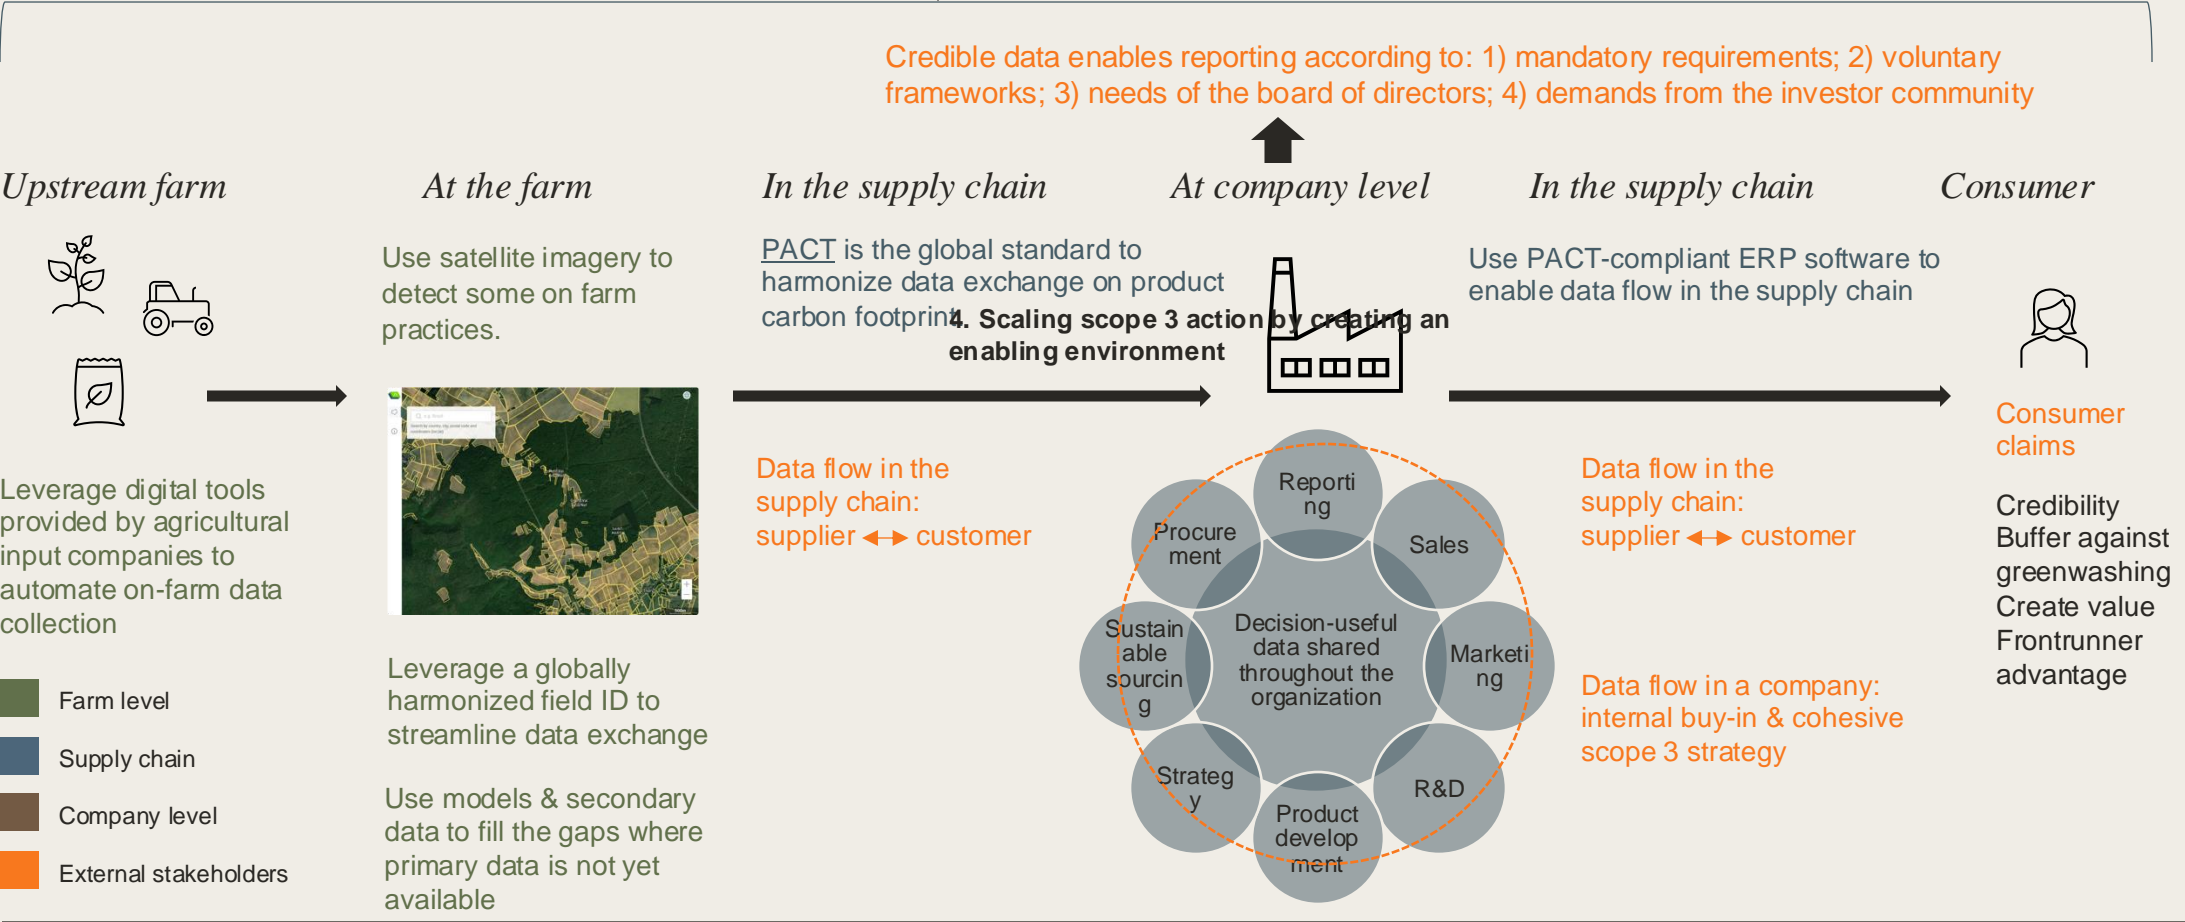 Credible data enables reporting according to: 1) mandatory requirements; 2) voluntary
frameworks; 3) needs of the board of directors; 4) demands from the investor community
Upstream farm
At the farm
In the supply chain
At company level
In the supply chain
Consumer
Leverage digital tools
provided by agricultural
input companies to
automate on-farm data
collection
Use satellite imagery to
detect some on farm
practices.
Leverage a globally
harmonized field ID to
streamline data exchange
Use models & secondary
data to fill the gaps where
primary data is not yet
available
PACT is the global standard to
harmonize data exchange on product
carbon footprint
4. Scaling scope 3 action by creating an
enabling environment
Data flow in the
supply chain:
supplier customer
Reporti
ng
Sales
Marketi
ng
R&D
Product
develop
ment
Strateg
y
Sustain
able
sourcin
g
Procure
ment
Decision-useful
data shared
throughout the
organization
Use PACT-compliant ERP software to
enable data flow in the supply chain
Data flow in the
supply chain:
supplier customer
Data flow in a company:
internal buy-in & cohesive
scope 3 strategy
Consumer
claims
Credibility
Buffer against
greenwashing
Create value
Frontrunner
advantage
Farm level
Supply chain
Company level
External stakeholders